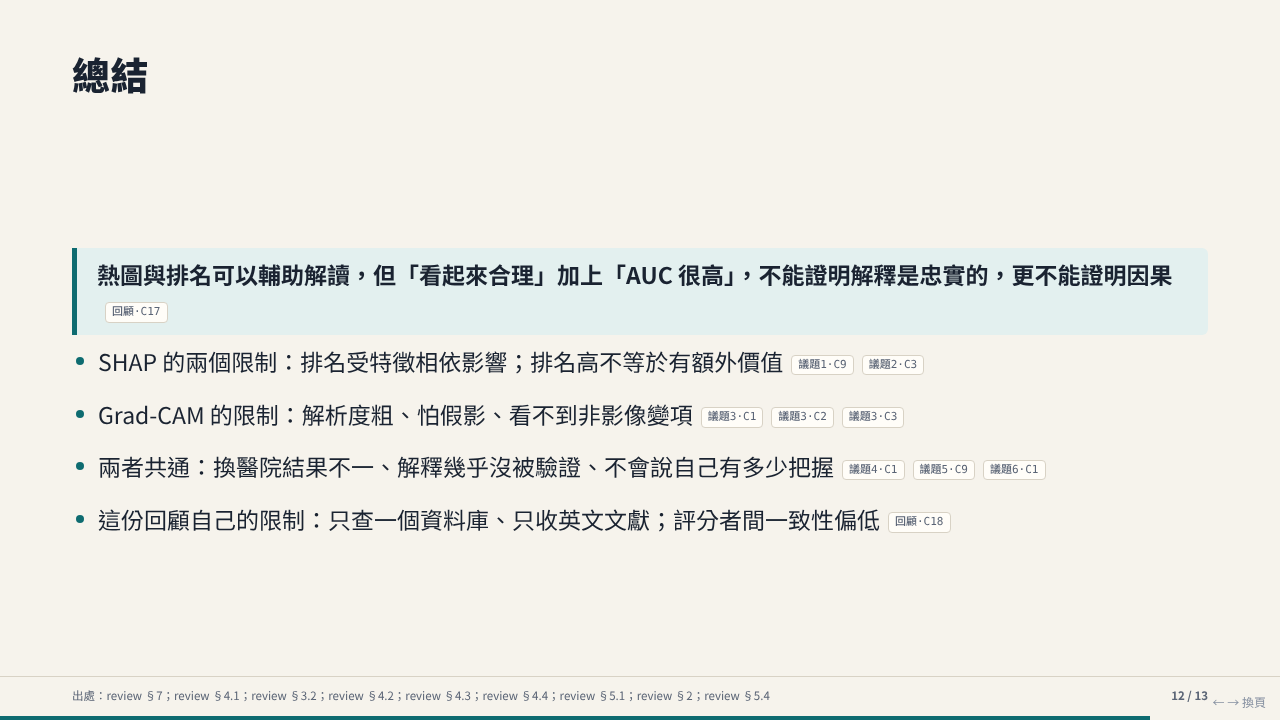 總結
熱圖與排名可以輔助解讀，但「看起來合理」加上「AUC 很高」，不能證明解釋是忠實的，更不能證明因果
回顧·C17
SHAP 的兩個限制：排名受特徵相依影響；排名高不等於有額外價值 議題1·C9 議題2·C3
Grad-CAM 的限制：解析度粗、怕假影、看不到非影像變項 議題3·C1 議題3·C2 議題3·C3
兩者共通：換醫院結果不一、解釋幾乎沒被驗證、不會說自己有多少把握 議題4·C1 議題5·C9 議題6·C1
這份回顧自己的限制：只查一個資料庫、只收英文文獻；評分者間一致性偏低 回顧·C18
出處：review §7；review §4.1；review §3.2；review §4.2；review §4.3；review §4.4；review §5.1；review §2；review §5.4
12 / 13
← → 換頁